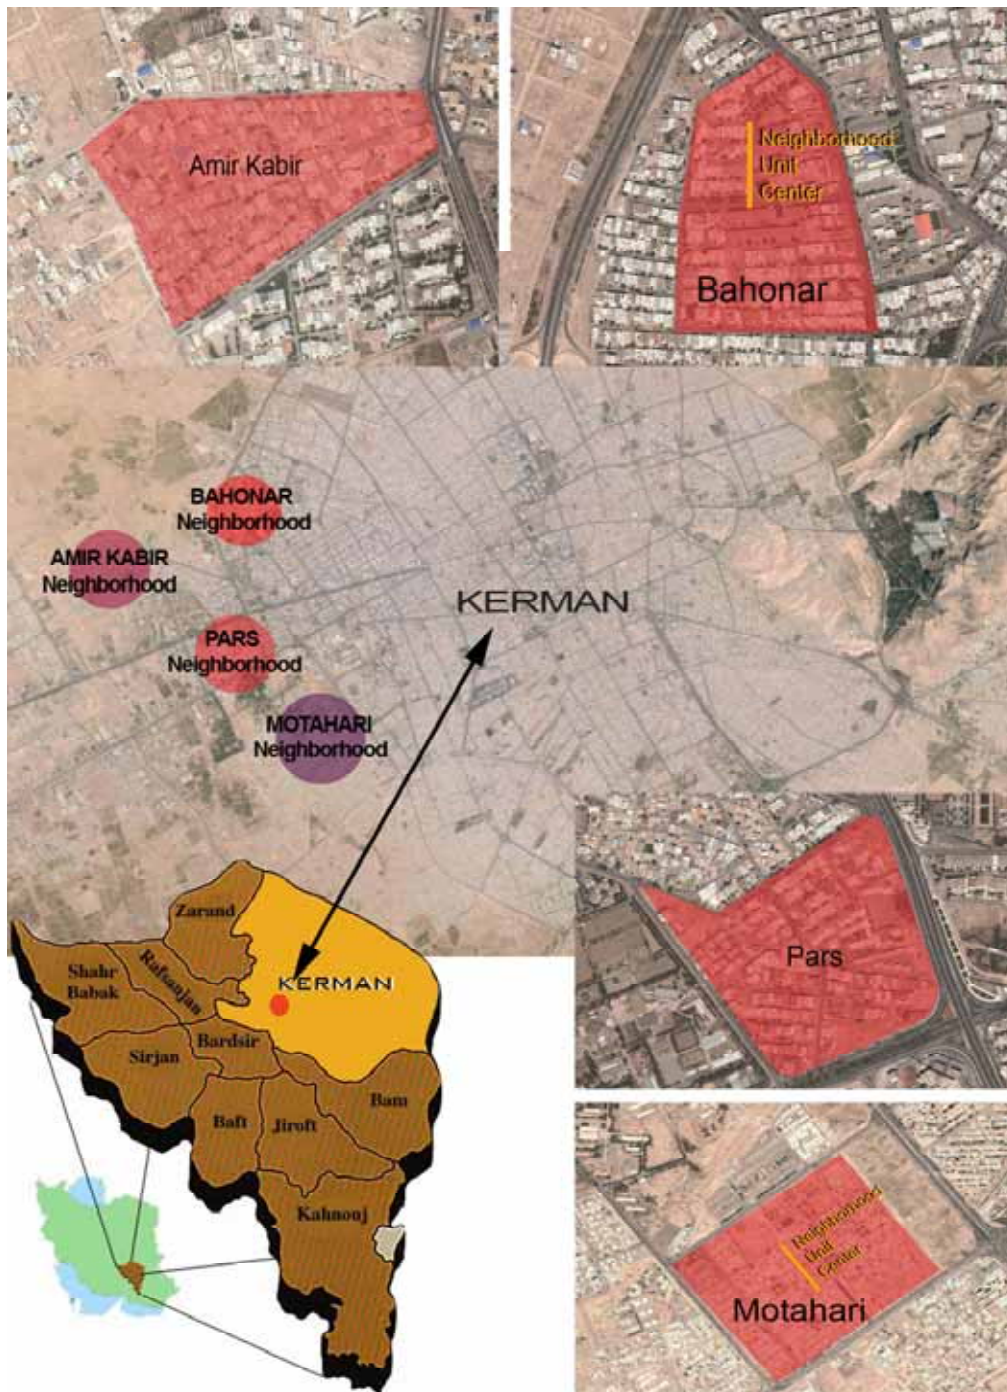 Amir Kabir
Neighborhood
Unit
Center
Bahonar
BAHONAR
Neighborhood
AMIR KABIR
Neighborhood
KERMAN
PARS
Neighborhood
MOTAHARI
Neighborhood
Zarand
KERMAN
Shahr
Babak
Rafsanjan
Bardsir
Sirjan
Bam
Baft
Jiroft
Kahnouj
Pars
Neighborhood
Unit
Center
Motahari